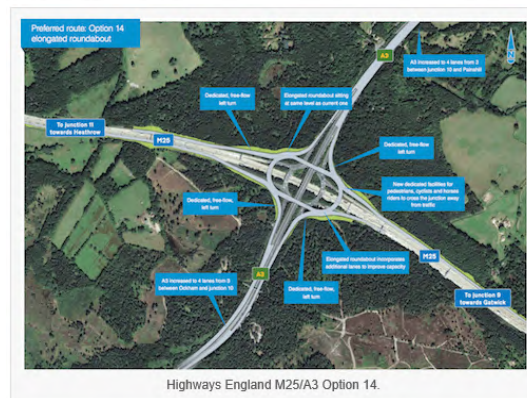 Preferred route: Option 14
elongated roundabout
A3
A3 increased to 4 lanes from 3
between junction 10 and Painshill
Dedicated, free-flow
left turn
Elongated roundabout sitting
at same level as current one
To junction 11
towards Heathrow
M25
Dedicated, free-flow
left turn
New dedicated facilities for
pedestrians, cyclists and horse
riders to cross the junction away
from traffic
Dedicated, free-flow,
left turn
Elongated roundabout incorporates
additional lanes to improve capacity
M25
A3
A3 increased to 4 lanes from 3
between Ockham and junction 10
Dedicated, free-flow,
left turn
To junction 9
towards Gatwick
Highways England M25/A3 Option 14.